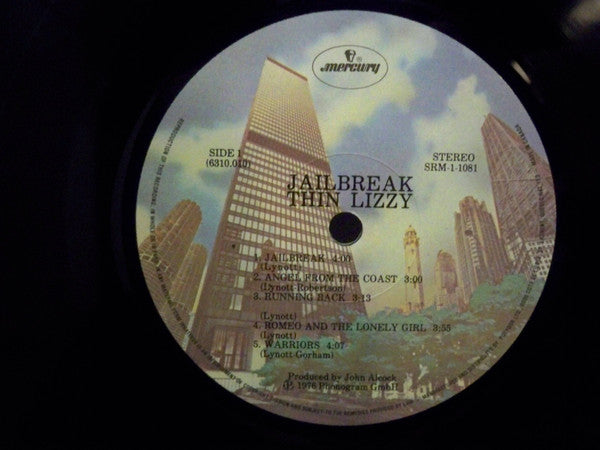 mercury
SIDE 1
(6310.010)
STEREO
SRM-1-1081
JAILBREAK
THIN LIZZY
1. JAILBREAK 4:00
(Lynott)
2. ANGEL FROM THE COAST 3:00
(Lynott-Robertson)
3. RUNNING BACK 3:13
(Lynott)
4. ROMEO AND THE LONELY GIRL 3:55
(Lynott)
5. WARRIORS 4:07
(Lynott-Gorham)
Produced by John Alcock
℗ 1976 Phonogram GmbH